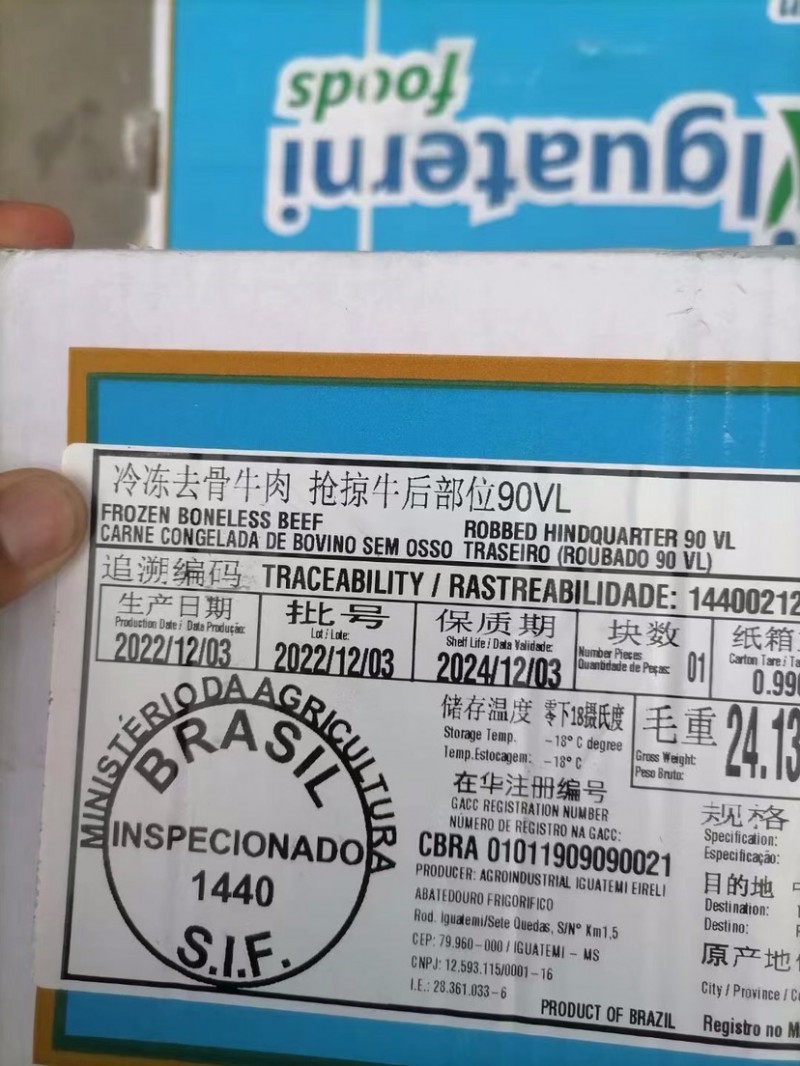 foods
Iguaterni
冷冻去骨牛肉 抢掠牛后部位90VL
FROZEN BONELESS BEEF ROBBED HINDQUARTER 90 VL
CARNE CONGELADA DE BOVINO SEM OSSO TRASEIRO (ROUBADO 90 VL)
追溯编码 TRACEABILITY / RASTREABILIDADE: 14400212
生产日期
Production Date / Data Produção:
2022/12/03
批号
Lot / Lote:
2022/12/03
保质期
Shelf Life / Data Validade:
2024/12/03
块数
Number Pieces
Quantidade de Peças:
01
纸箱
Carton Tare / Ta
0.99
储存温度 零下18摄氏度
Storage Temp. -18° C degree
Temp.Estocagem: -18° C
毛重
Gross Weight:
Peso Bruto:
24.13
在华注册编号
GACC REGISTRATION NUMBER
NÚMERO DE REGISTRO NA GACC:
CBRA 01011909090021
PRODUCER: AGROINDUSTRIAL IGUATEMI EIRELI
ABATEDOURO FRIGORIFICO
Rod. Iguatemi/Sete Quedas, S/N° Km1,5
CEP: 79.960-000 / IGUATEMI - MS
CNPJ: 12.593.115/0001-16
I.E.: 28.361.033-6
PRODUCT OF BRAZIL
规格
Specification:
Especificação:
目的地
Destination:
Destino:
原产地
City / Province / C
Registro no M
MINISTÉRIO DA AGRICULTURA
BRASIL
INSPECIONADO
1440
S.I.F.